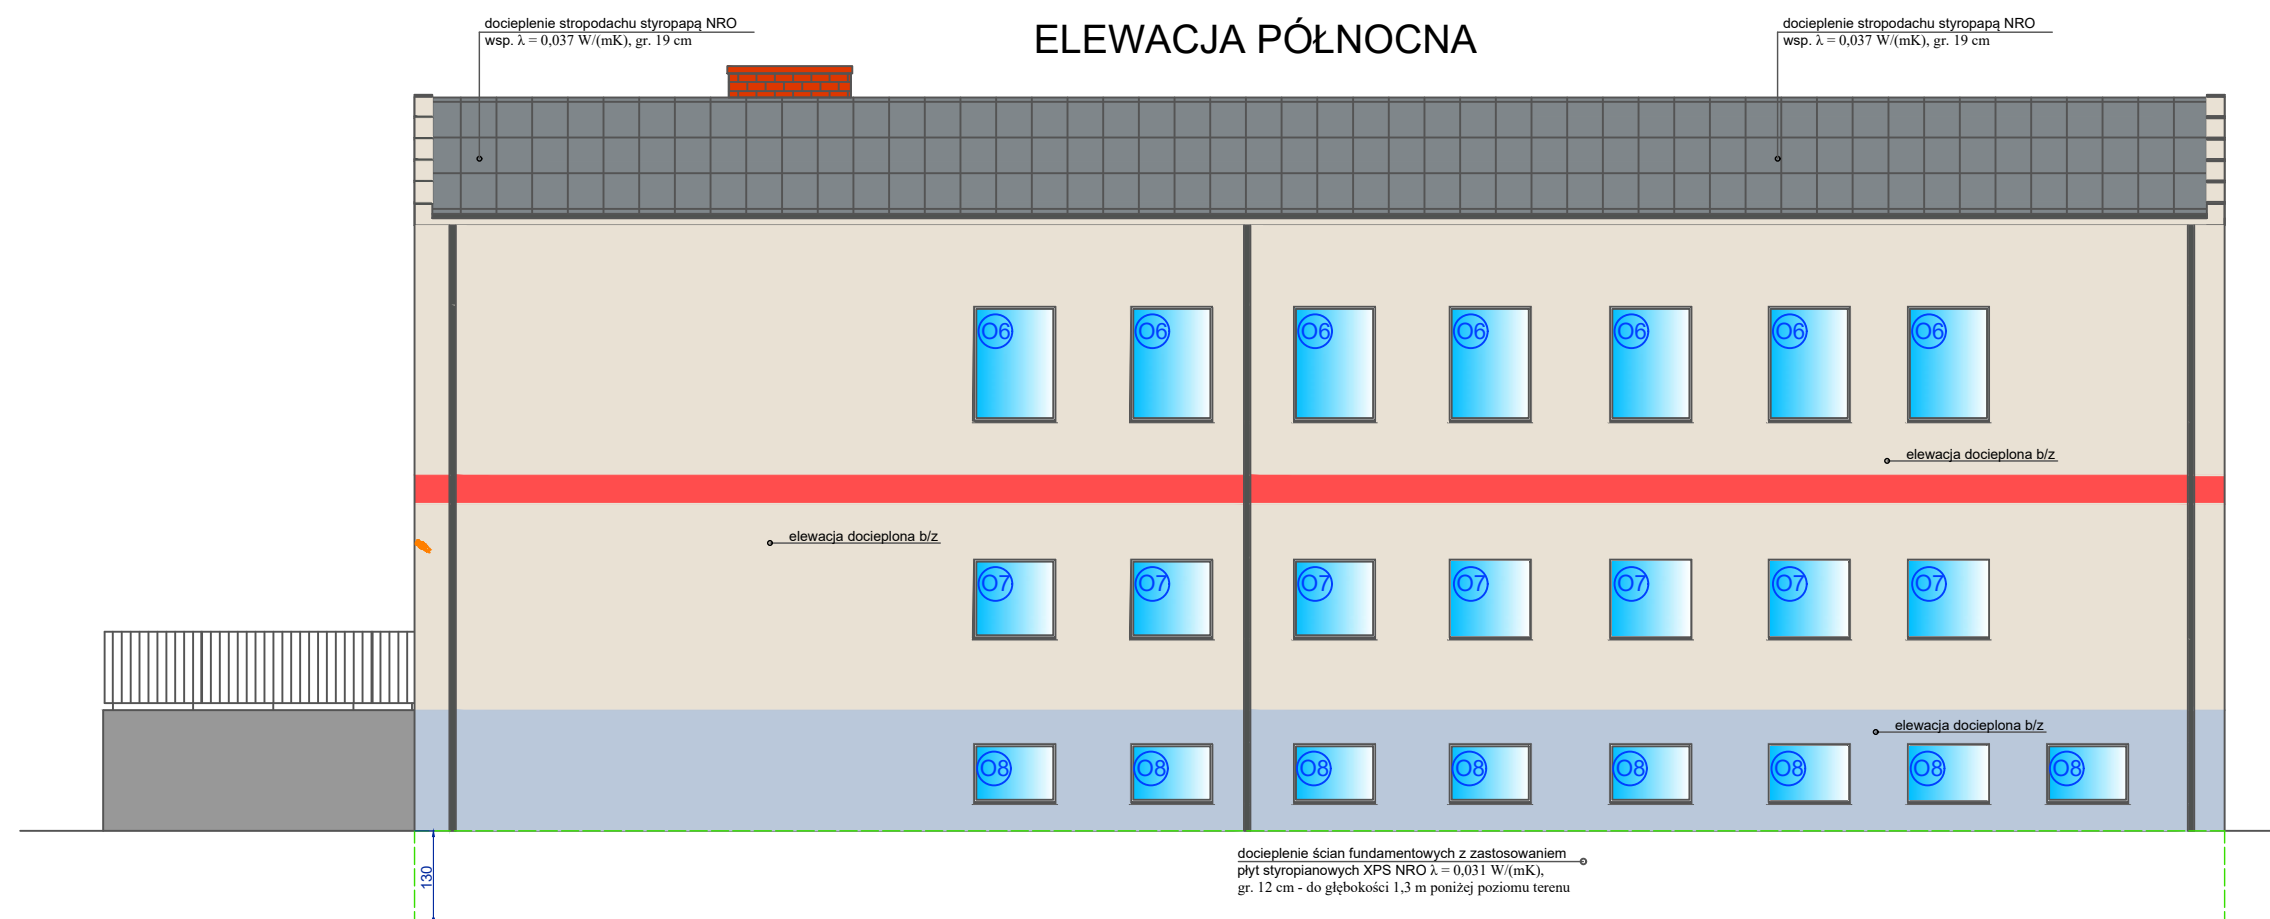 docieplenie stropodachu styropapą NRO
wsp. λ = 0,037 W/(mK), gr. 19 cm
ELEWACJA PÓŁNOCNA
docieplenie stropodachu styropapą NRO
wsp. λ = 0,037 W/(mK), gr. 19 cm
O6 O6 O6 O6 O6 O6 O6
elewacja docieplona b/z
elewacja docieplona b/z
O7 O7 O7 O7 O7 O7 O7
elewacja docieplona b/z
O8 O8 O8 O8 O8 O8 O8 O8
130
docieplenie ścian fundamentowych z zastosowaniem
płyt styropianowych XPS NRO λ = 0,031 W/(mK),
gr. 12 cm - do głębokości 1,3 m poniżej poziomu terenu